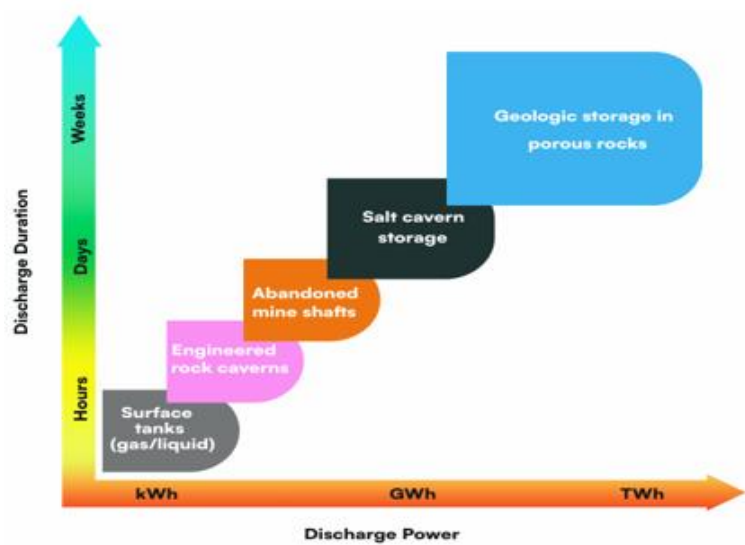 Discharge Duration
Weeks
Days
Hours
Geologic storage in
porous rocks
Salt cavern
storage
Abandoned
mine shafts
Engineered
rock caverns
Surface
tanks
(gas/liquid)
kWh
GWh
TWh
Discharge Power